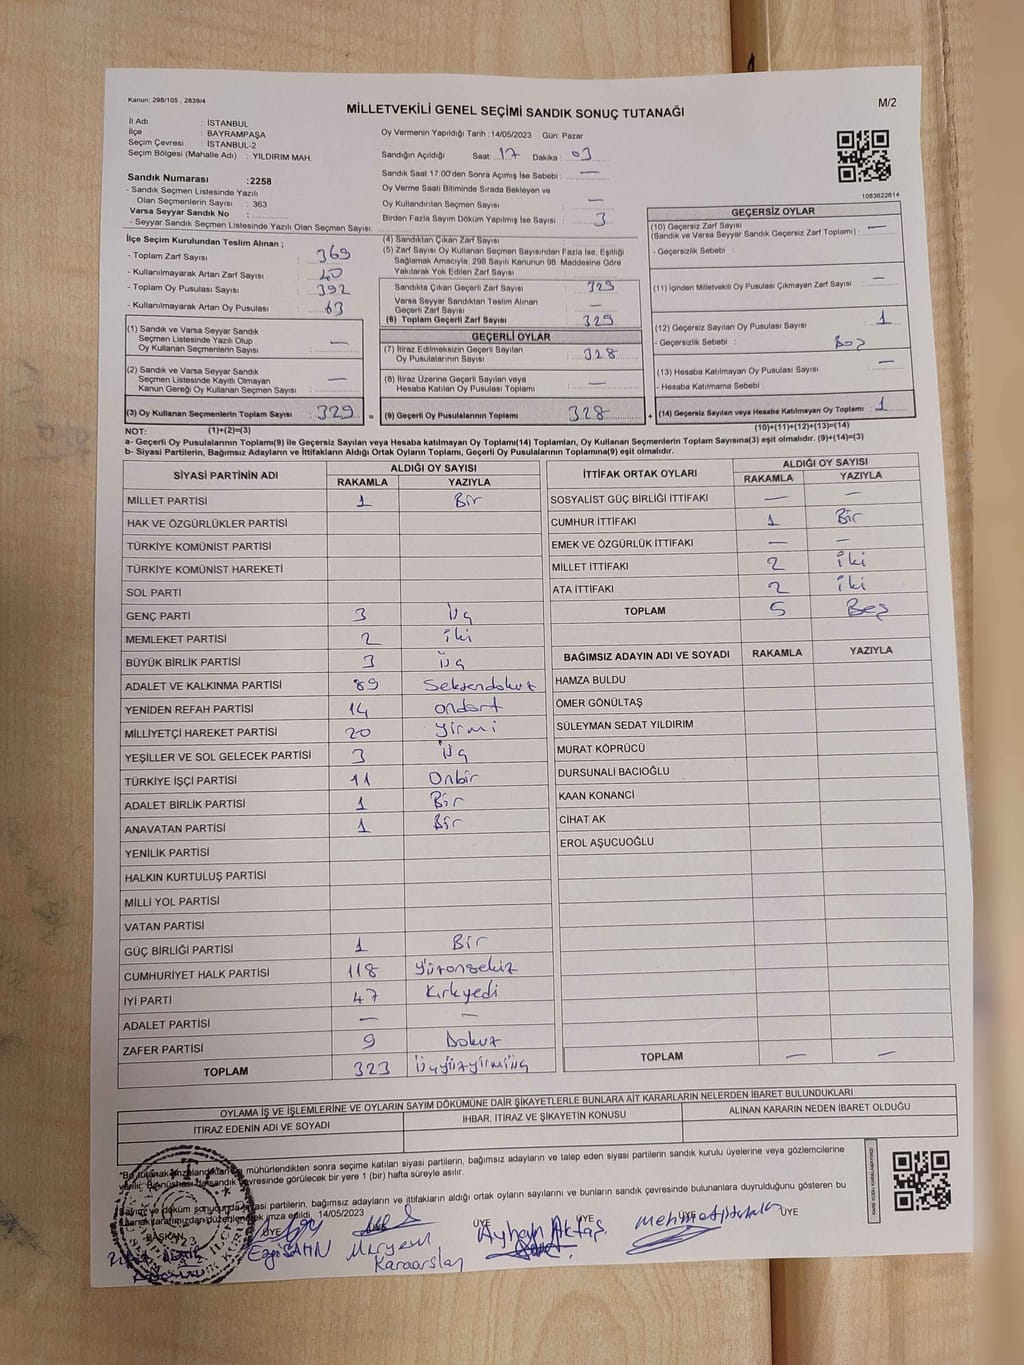 Kanun: 298/105 , 2839/4
MİLLETVEKİLİ GENEL SEÇİMİ SANDIK SONUÇ TUTANAĞI
M/2
İl Adı : İSTANBUL
İlçe : BAYRAMPAŞA
Seçim Çevresi : İSTANBUL-2
Seçim Bölgesi (Mahalle Adı) : YILDIRIM MAH.
Oy Vermenin Yapıldığı Tarih :14/05/2023 Gün: Pazar
Sandığın Açıldığı Saat: 17 Dakika : 03
Sandık Saat 17.00'den Sonra Açımış İse Sebebi : —
Oy Verme Saati Bitiminde Sırada Bekleyen ve
Oy Kullandırılan Seçmen Sayısı : —
Birden Fazla Sayım Döküm Yapılmış İse Sayısı : 3
1083622614
Sandık Numarası :2258
- Sandık Seçmen Listesinde Yazılı
Olan Seçmenlerin Sayısı : 363
Varsa Seyyar Sandık No :
- Seyyar Sandık Seçmen Listesinde Yazılı Olan Seçmen Sayısı:
İlçe Seçim Kurulundan Teslim Alınan ;
- Toplam Zarf Sayısı : 369
- Kullanılmayarak Artan Zarf Sayısı : 40
- Toplam Oy Pusulası Sayısı : 392
- Kullanılmayarak Artan Oy Pusulası : 63
(1) Sandık ve Varsa Seyyar Sandık
Seçmen Listesinde Yazılı Olup
Oy Kullanan Seçmenlerin Sayısı : —
(2) Sandık ve Varsa Seyyar Sandık
Seçmen Listesinde Kayıtlı Olmayan
Kanun Gereği Oy Kullanan Seçmen Sayısı : —
(3) Oy Kullanan Seçmenlerin Toplam Sayısı : 329
(4) Sandıktan Çıkan Zarf Sayısı :
(5) Zarf Sayısı Oy Kullanan Seçmen Sayısından Fazla İse, Eşitliği
Sağlamak Amacıyla, 298 Sayılı Kanunun 98. Maddesine Göre
Yakılarak Yok Edilen Zarf Sayısı
Sandıkta Çıkan Geçerli Zarf Sayısı : 329
Varsa Seyyar Sandıktan Teslim Alınan
Geçerli Zarf Sayısı : —
(6) Toplam Geçerli Zarf Sayısı : 329
GEÇERLİ OYLAR
(7) İtiraz Edilmeksizin Geçerli Sayılan
Oy Pusulalarının Sayısı : 328
(8) İtiraz Üzerine Geçerli Sayılan veya
Hesaba Katılan Oy Pusulası Toplamı : —
= (9) Geçerli Oy Pusulalarının Toplamı : 328
GEÇERSİZ OYLAR
(10) Geçersiz Zarf Sayısı
(Sandık ve Varsa Seyyar Sandık Geçersiz Zarf Toplamı) : —
- Geçersizlik Sebebi :
(11) İçinden Milletvekili Oy Pusulası Çıkmayan Zarf Sayısı : —
(12) Geçersiz Sayılan Oy Pusulası Sayısı : 1
- Geçersizlik Sebebi : Boş
(13) Hesaba Katılmayan Oy Pusulası Sayısı : —
- Hesaba Katılmama Sebebi :
+ (14) Geçersiz Sayılan veya Hesaba Katılmayan Oy Toplamı : 1
NOT: (1)+(2)=(3)
(10)+(11)+(12)+(13)=(14)
a- Geçerli Oy Pusulalarının Toplamı(9) ile Geçersiz Sayılan veya Hesaba katılmayan Oy Toplamı(14) Toplamları, Oy Kullanan Seçmenlerin Toplam Sayısına(3) eşit olmalıdır. (9)+(14)=(3)
b- Siyasi Partilerin, Bağımsız Adayların ve İttifakların Aldığı Ortak Oyların Toplamı, Geçerli Oy Pusulalarının Toplamına(9) eşit olmalıdır.
SİYASİ PARTİNİN ADI ALDIĞI OY SAYISI
RAKAMLA YAZIYLA
MİLLET PARTİSİ 1 Bir
HAK VE ÖZGÜRLÜKLER PARTİSİ
TÜRKİYE KOMÜNİST PARTİSİ
TÜRKİYE KOMÜNİST HAREKETİ
SOL PARTİ
GENÇ PARTİ 3 Üç
MEMLEKET PARTİSİ 2 iki
BÜYÜK BİRLİK PARTİSİ 3 Üç
ADALET VE KALKINMA PARTİSİ 89 Seksendokuz
YENİDEN REFAH PARTİSİ 14 ondört
MİLLİYETÇİ HAREKET PARTİSİ 20 yirmi
YEŞİLLER VE SOL GELECEK PARTİSİ 3 Üç
TÜRKİYE İŞÇİ PARTİSİ 11 Onbir
ADALET BİRLİK PARTİSİ 1 Bir
ANAVATAN PARTİSİ 1 Bir
YENİLİK PARTİSİ
HALKIN KURTULUŞ PARTİSİ
MİLLİ YOL PARTİSİ
VATAN PARTİSİ
GÜÇ BİRLİĞİ PARTİSİ 1 Bir
CUMHURİYET HALK PARTİSİ 118 Yüzonsekiz
İYİ PARTİ 47 Kırkyedi
ADALET PARTİSİ — —
ZAFER PARTİSİ 9 Dokuz
TOPLAM 323 Üçyüzyirmiüç
İTTİFAK ORTAK OYLARI ALDIĞI OY SAYISI
RAKAMLA YAZIYLA
SOSYALİST GÜÇ BİRLİĞİ İTTİFAKI — —
CUMHUR İTTİFAKI 1 Bir
EMEK VE ÖZGÜRLÜK İTTİFAKI — —
MİLLET İTTİFAKI 2 iki
ATA İTTİFAKI 2 iki
TOPLAM 5 Beş
BAĞIMSIZ ADAYIN ADI VE SOYADI RAKAMLA YAZIYLA
HAMZA BULDU
ÖMER GÖNÜLTAŞ
SÜLEYMAN SEDAT YILDIRIM
MURAT KÖPRÜCÜ
DURSUNALİ BACIOĞLU
KAAN KONANCİ
CİHAT AK
EROL AŞUCUOĞLU
TOPLAM — —
OYLAMA İŞ VE İŞLEMLERİNE VE OYLARIN SAYIM DÖKÜMÜNE DAİR ŞİKAYETLERLE BUNLARA AİT KARARLARIN NELERDEN İBARET BULUNDUKLARI
İTİRAZ EDENİN ADI VE SOYADI İHBAR, İTİRAZ VE ŞİKAYETİN KONUSU ALINAN KARARIN NEDEN İBARET OLDUĞU
mühürlendikten sonra seçime katılan siyasi partilerin, bağımsız adayların ve talep eden siyasi partilerin sandık kurulu üyelerine veya gözlemcilerine
çevresinde görülecek bir yere 1 (bir) hafta süreyle asılır.
siyasi partilerin, bağımsız adayların ve ittifakların aldığı ortak oyların sayılarını ve bunların sandık çevresinde bulunanlara duyrulduğunu gösteren bu
imza edildi. 14/05/2023
BAŞKAN ÜYE ÜYE ÜYE ÜYE
Ege ŞAHİN Meryem Karaarslan Ayhan Aktaş